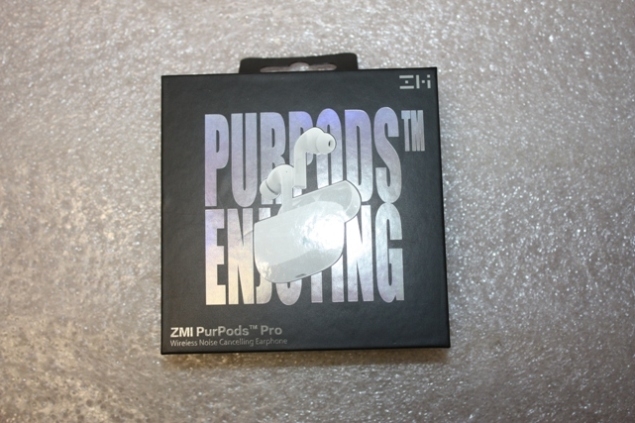 ZMI
PURPODS™
ENJOYING
ZMI PurPods™ Pro
Wireless Noise Cancelling Earphone